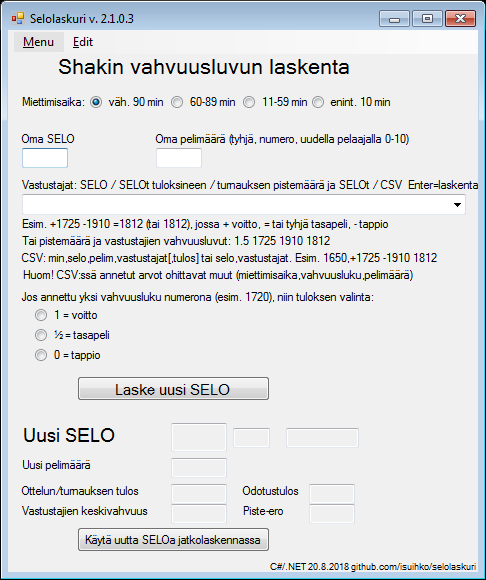 Selolaskuri v. 2.1.0.3
Menu Edit
Shakin vahvuusluvun laskenta
Miettimisaika: väh. 90 min 60-89 min 11-59 min enint. 10 min
Oma SELO Oma pelimäärä (tyhjä, numero, uudella pelaajalla 0-10)
Vastustajat: SELO / SELOt tuloksineen / turnauksen pistemäärä ja SELOt / CSV Enter=laskenta
Esim. +1725 -1910 =1812 (tai 1812), jossa + voitto, = tai tyhjä tasapeli, - tappio
Tai pistemäärä ja vastustajien vahvuusluvut: 1.5 1725 1910 1812
CSV: min,selo,pelim,vastustajat[,tulos] tai selo,vastustajat. Esim. 1650,+1725 -1910 1812
Huom! CSV:ssä annetut arvot ohittavat muut (miettimisaika,vahvuusluku,pelimäärä)
Jos annettu yksi vahvuusluku numerona (esim. 1720), niin tuloksen valinta:
1 = voitto
½ = tasapeli
0 = tappio
Laske uusi SELO
Uusi SELO
Uusi pelimäärä
Ottelun/turnauksen tulos Odotustulos
Vastustajien keskivahvuus Piste-ero
Käytä uutta SELOa jatkolaskennassa
C#/.NET 20.8.2018 github.com/isuihko/selolaskuri